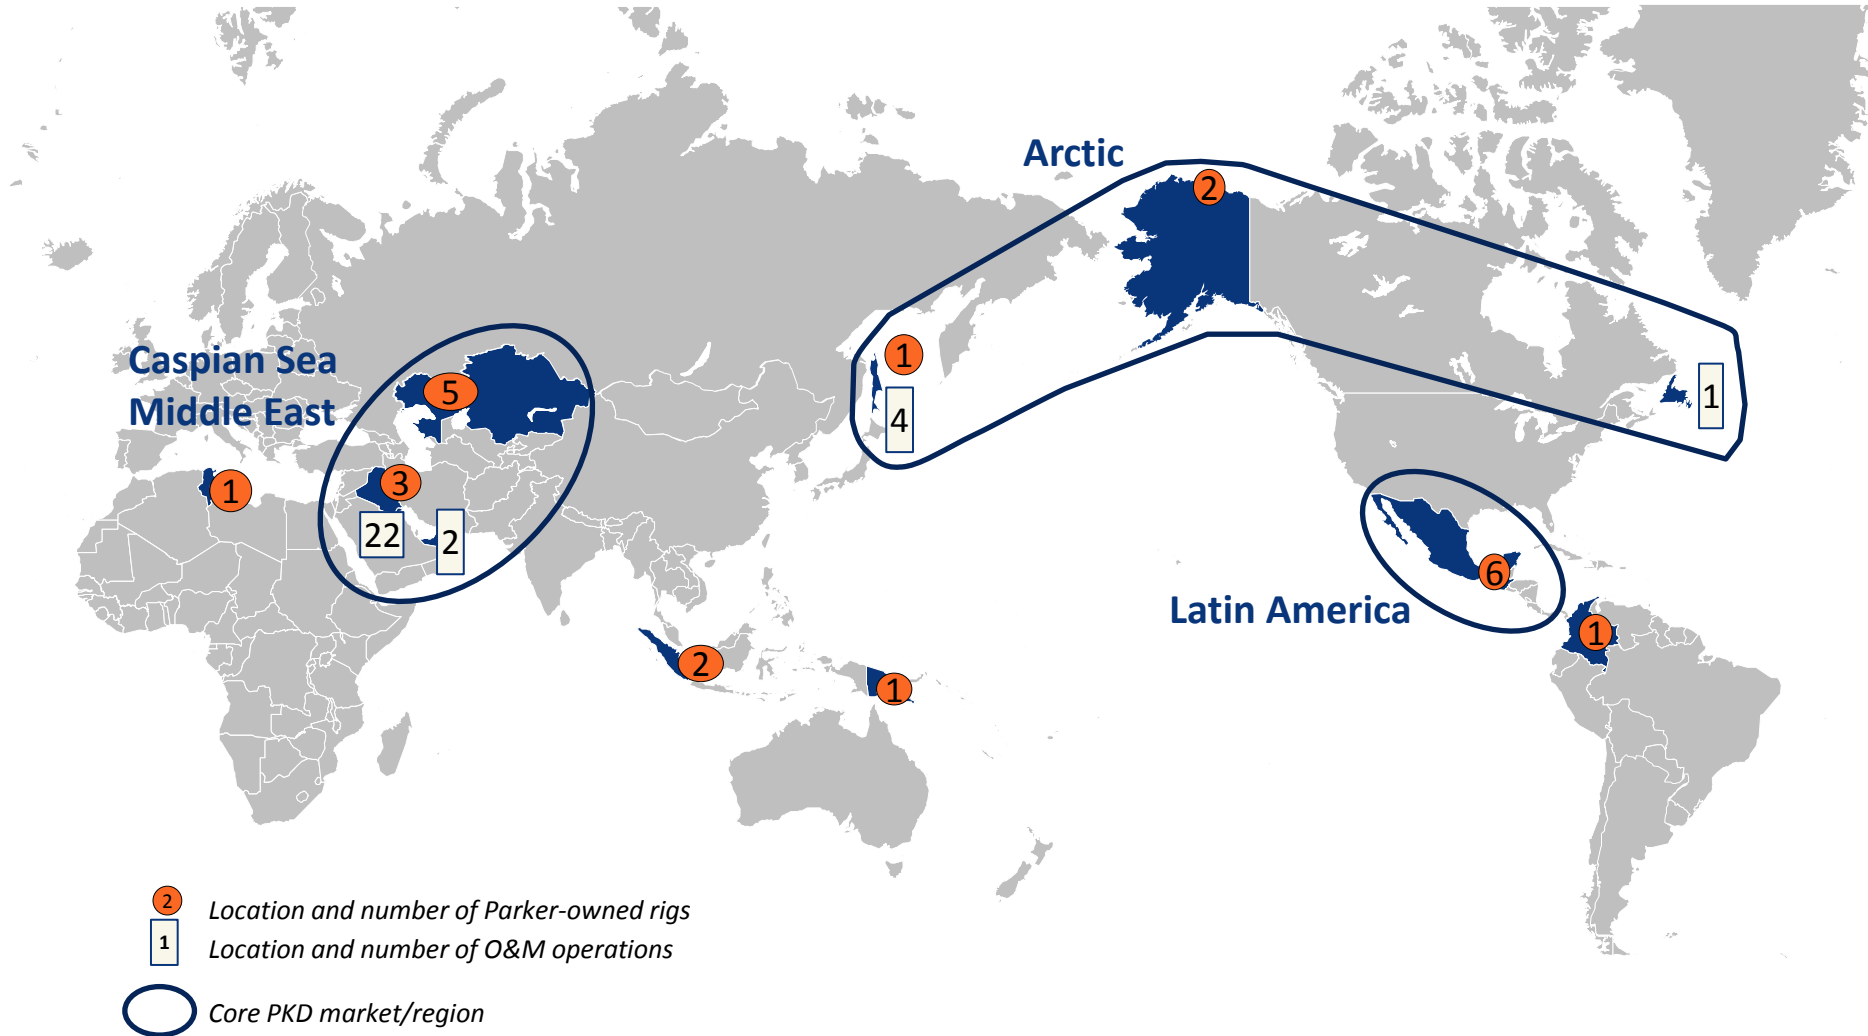 Arctic
2
Caspian Sea
Middle East
5
1
4
1
3
1
22
2
6
Latin America
1
2
1
2
Location and number of Parker-owned rigs
1
Location and number of O&M operations
Core PKD market/region